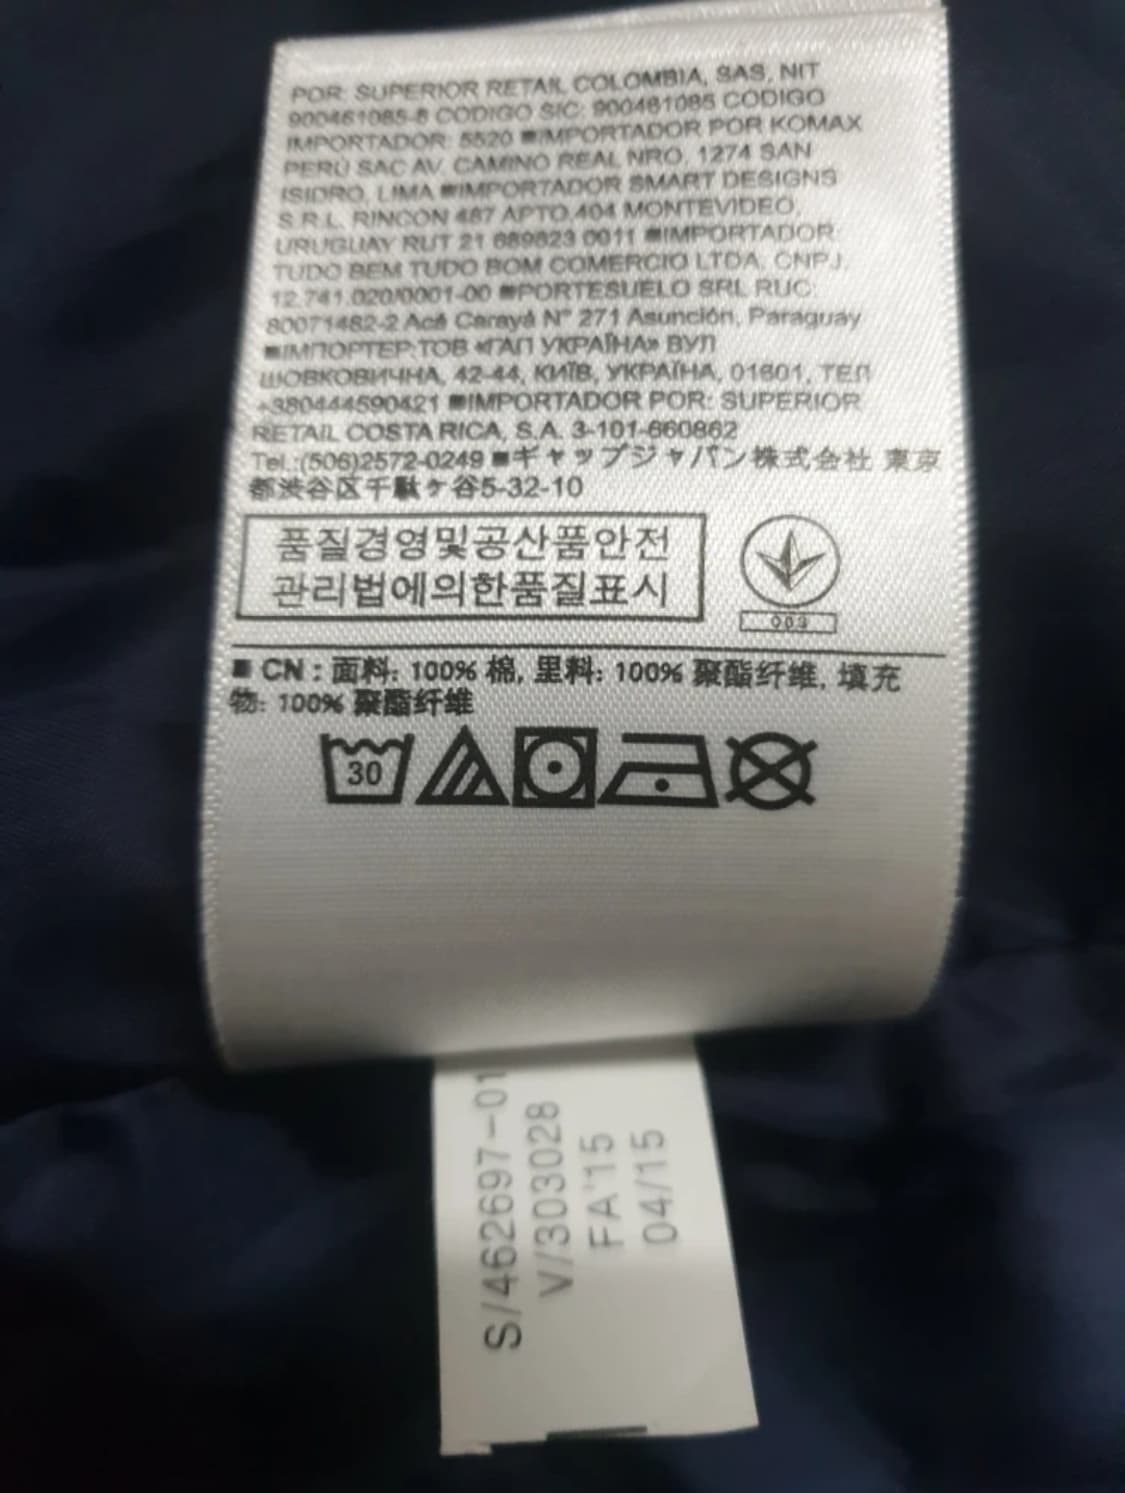 POR: SUPERIOR RETAIL COLOMBIA, SAS, NIT
900461085-8 CODIGO SIC: 900461085 CODIGO
IMPORTADOR: 5520 ■IMPORTADOR POR KOMAX
PERÚ SAC AV. CAMINO REAL NRO. 1274 SAN
ISIDRO, LIMA ■IMPORTADOR SMART DESIGNS
S.R.L. RINCON 487 APTO.404 MONTEVIDEO,
URUGUAY RUT 21 689823 0011 ■IMPORTADOR:
TUDO BEM TUDO BOM COMERCIO LTDA. CNPJ.
12.741.020/0001-00 ■PORTESUELO SRL RUC:
80071482-2 Acá Carayá N° 271 Asunción, Paraguay
■ІМПОРТЕР:ТОВ «ГАП УКРАЇНА» ВУЛ
ШОВКОВИЧНА, 42-44, КИЇВ, УКРАЇНА, 01601, ТЕЛ
+380444590421 ■IMPORTADOR POR: SUPERIOR
RETAIL COSTA RICA, S.A. 3-101-660862
Tel.:(506)2572-0249 ■ギャップジャパン株式会社 東京
都渋谷区千駄ケ谷5-32-10
품질경영및공산품안전
관리법에의한품질표시
003
■ CN : 面料: 100% 棉, 里料: 100% 聚酯纤维, 填充
物: 100% 聚酯纤维
30
S/462697-01
V/303028
FA'15
04/15